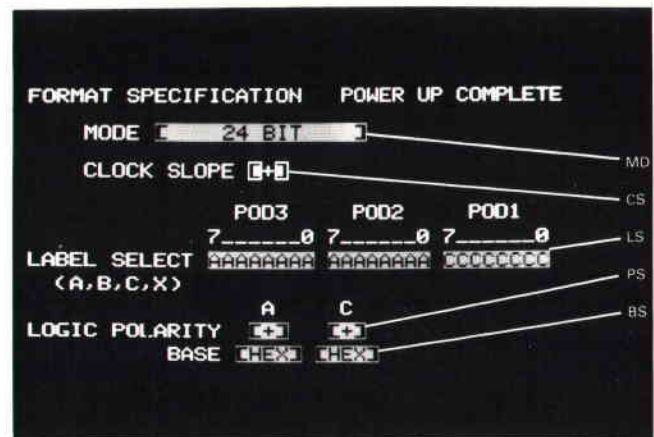 FORMAT SPECIFICATION POWER UP COMPLETE
MODE [ 24 BIT ]
MD
CLOCK SLOPE [+]
CS
POD3 POD2 POD1
7______0 7______0 7______0
LS
LABEL SELECT AAAAAAAA AAAAAAAA CCCCCCCC
(A,B,C,X)
PS
A C
LOGIC POLARITY [+] [+]
BS
BASE [HEX] [HEX]